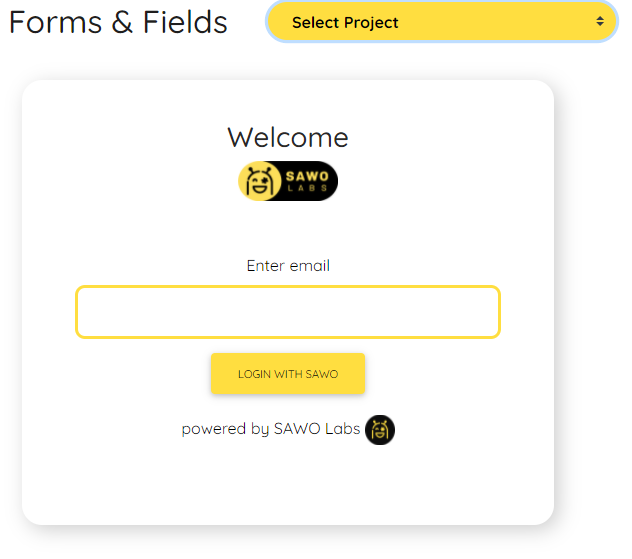 Forms & Fields
Select Project
Welcome
SAWO
LABS
Enter email
LOGIN WITH SAWO
powered by SAWO Labs